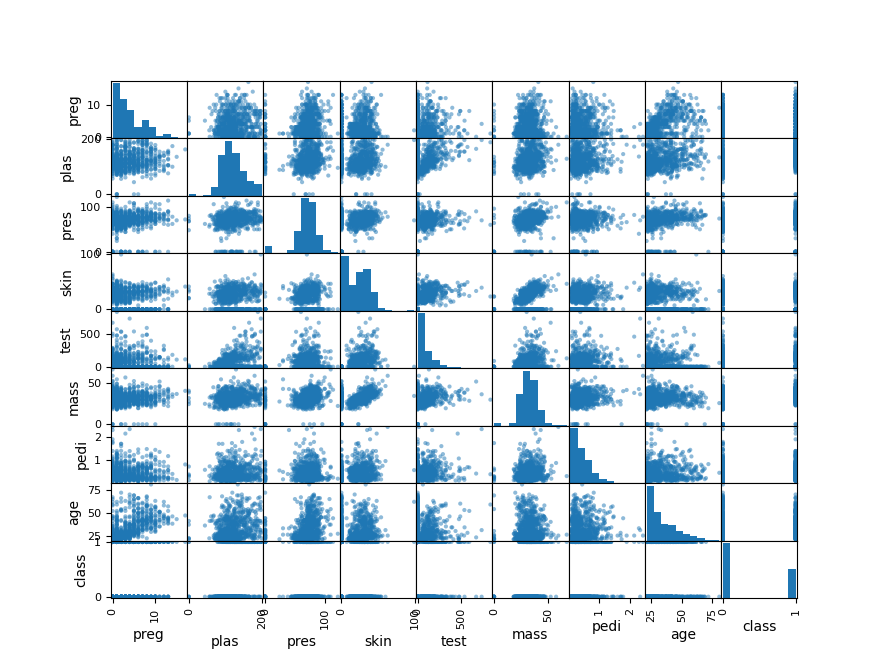 preg
10
0
plas
200
0
pres
100
0
skin
100
0
test
500
0
mass
50
0
pedi
2
1
age
75
50
25
class
1
0
0 10 0 200 0 100 0 100 0 500 0 50 1 2 25 50 75 0 1
preg plas pres skin test mass pedi age class